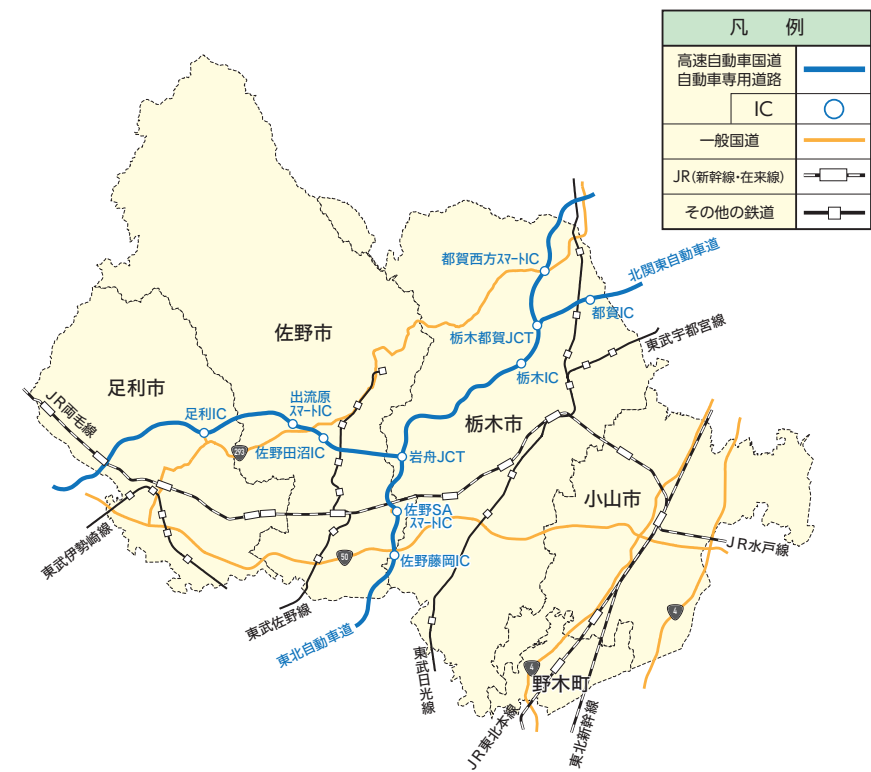 凡 例
高速自動車国道
自動車専用道路
IC
一般国道
JR(新幹線・在来線)
その他の鉄道
都賀西方スマートIC
北関東自動車道
都賀IC
栃木都賀JCT
東武宇都宮線
佐野市
栃木IC
足利市
JR両毛線
出流原
スマートIC
足利IC
栃木市
293
佐野田沼IC
岩舟JCT
小山市
佐野SA
スマートIC
東武伊勢崎線
JR水戸線
50
佐野藤岡IC
東武佐野線
4
東北自動車道
東武日光線
4
野木町
JR東北本線
東北新幹線